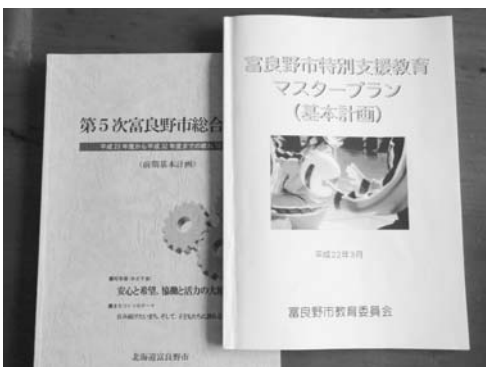 第5次富良野市総合
平成23年度から平成32年度までの
(前期基本計画)
安心と希望、協働と活力の大
北海道富良野市
富良野市特別支援教育
マスタープラン
(基本計画)
平成22年3月
富良野市教育委員会